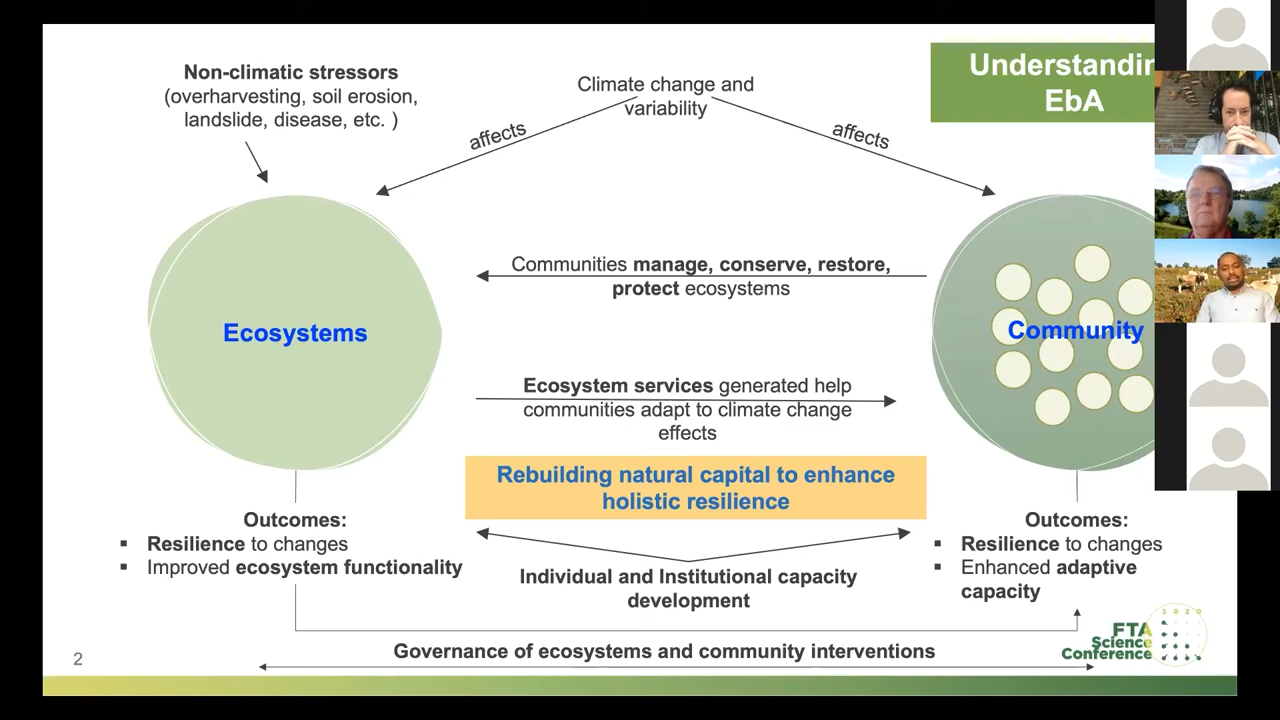 Non-climatic stressors
(overharvesting, soil erosion,
landslide, disease, etc. )
Climate change and
variability
Understandin
EbA
affects
affects
Communities manage, conserve, restore,
protect ecosystems
Ecosystems
Community
Ecosystem services generated help
communities adapt to climate change
effects
Rebuilding natural capital to enhance
holistic resilience
Outcomes:
▪ Resilience to changes
▪ Improved ecosystem functionality
Individual and Institutional capacity
development
Outcomes:
▪ Resilience to changes
▪ Enhanced adaptive
capacity
Governance of ecosystems and community interventions
2
2020
FTA
Science
Conference